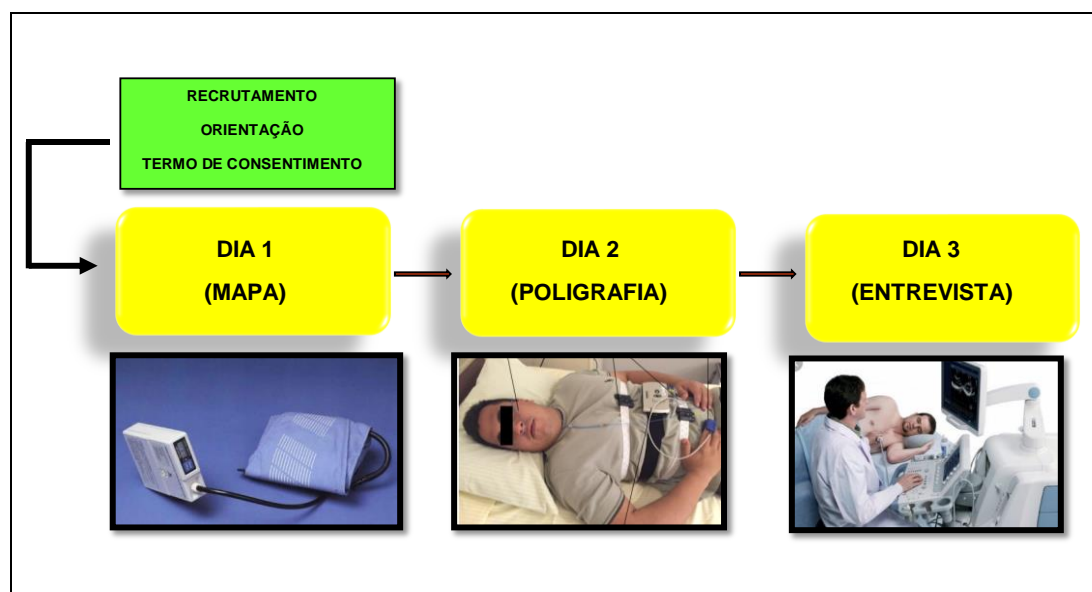 RECRUTAMENTO
ORIENTAÇÃO
TERMO DE CONSENTIMENTO
DIA 1
(MAPA)
DIA 2
(POLIGRAFIA)
DIA 3
(ENTREVISTA)